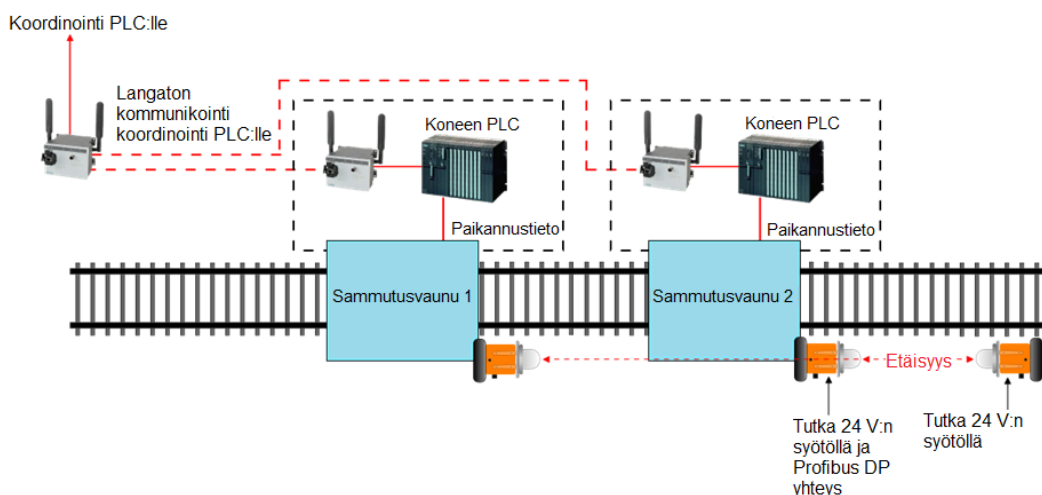 Koordinointi PLC:lle
Langaton
kommunikointi
koordinointi PLC:lle
Koneen PLC
Koneen PLC
Paikannustieto
Paikannustieto
Sammutusvaunu 1
Sammutusvaunu 2
Etäisyys
Tutka 24 V:n
syötöllä ja
Profibus DP
yhteys
Tutka 24 V:n
syötöllä